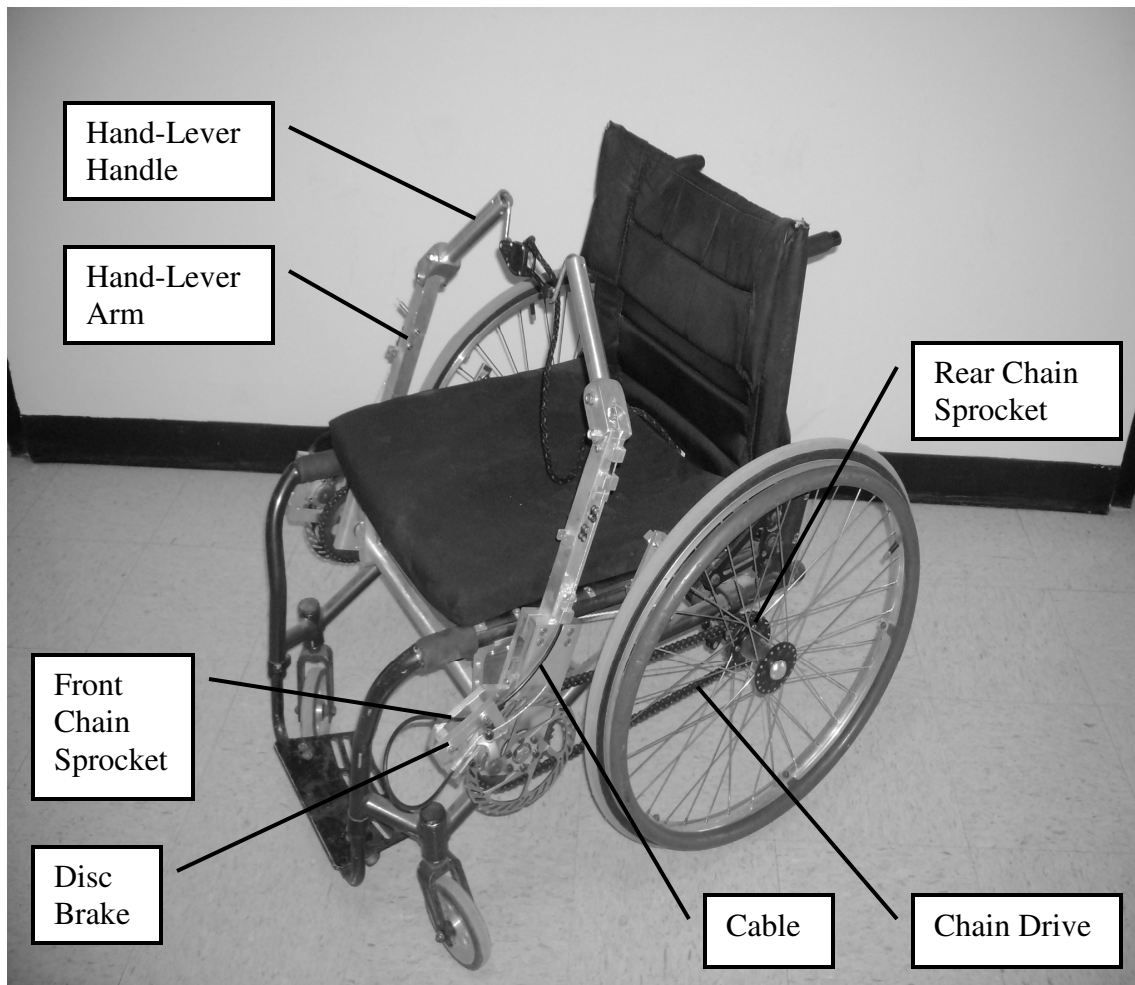 Hand-Lever
Handle
Hand-Lever
Arm
Rear Chain
Sprocket
Front
Chain
Sprocket
Disc
Brake
Cable
Chain Drive